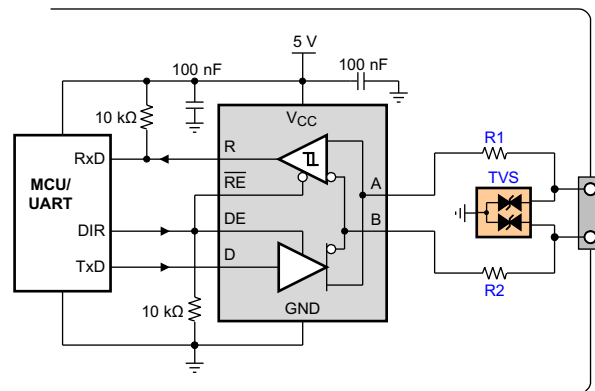 5 V
100 nF
100 nF
10 kΩ
VCC
R1
RxD
R
TVS
MCU/
UART
RE
A
DIR
DE
B
TxD
D
R2
10 kΩ
GND